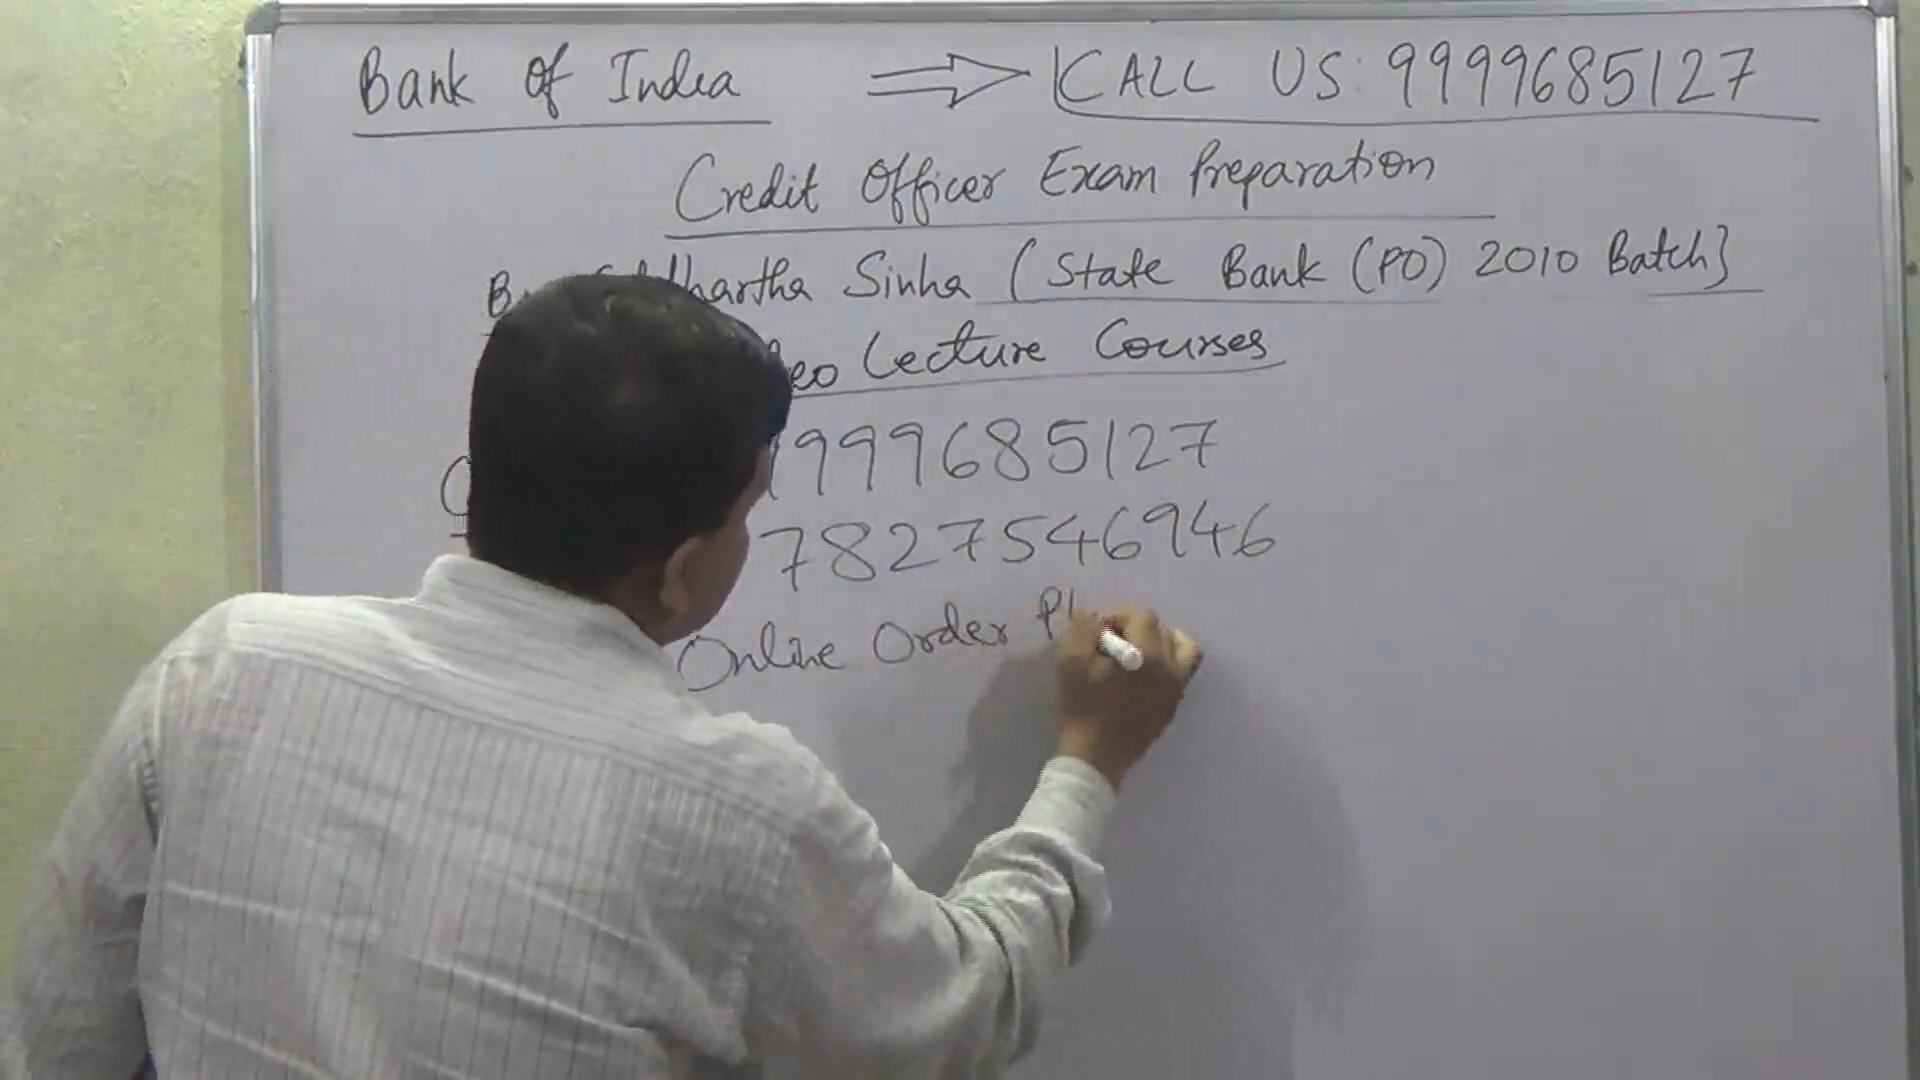 Bank Of India ⇒ CALL US: 9999685127
Credit Officer Exam Preparation
Sinha (State Bank (PO) 2010 Batch}
Lecture Courses
999685127
7827546946
Online Order